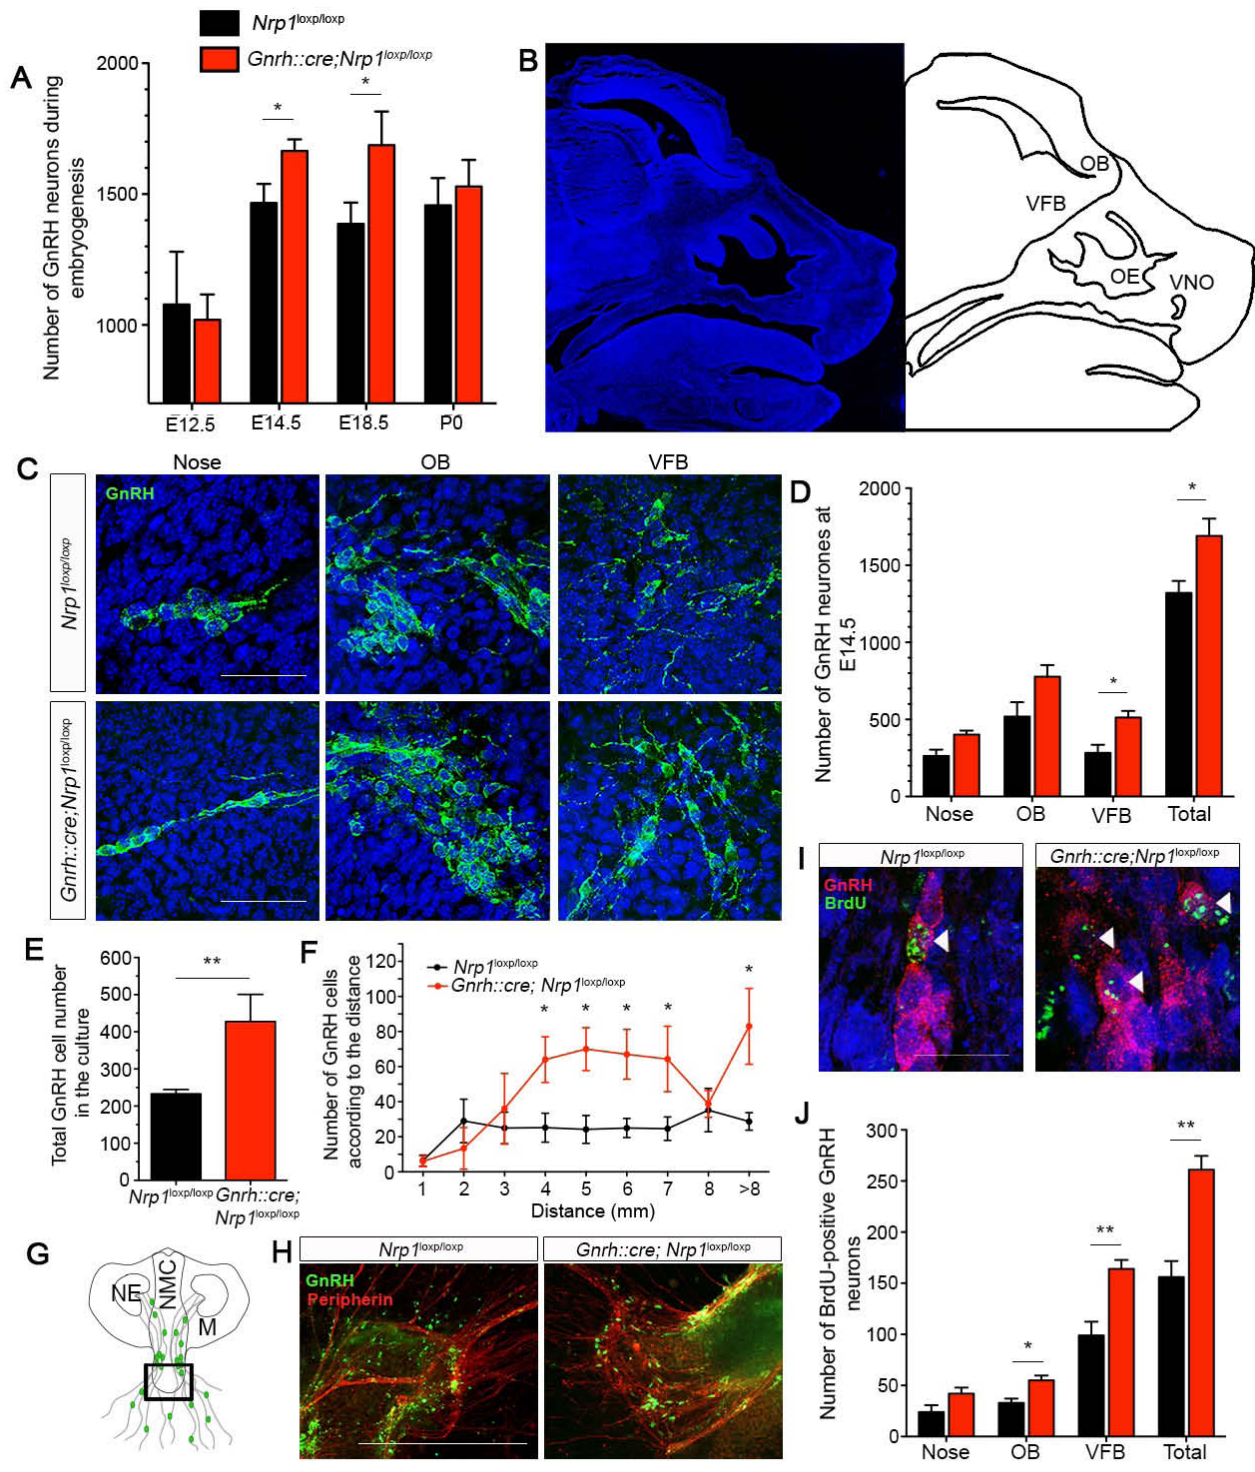 Nrp1loxp/loxp
Gnrh::cre;Nrp1loxp/loxp
A
Number of GnRH neurons during
embryogenesis
2000
1500
1000
*
*
E12.5 E14.5 E18.5 P0
B
OB
VFB
OE
VNO
C
Nose OB VFB
GnRH
Nrp1loxp/loxp
Gnrh::cre;Nrp1loxp/loxp
D
Number of GnRH neurones at
E14.5
2000
1500
1000
500
0
*
*
Nose OB VFB Total
E
Total GnRH cell number
in the culture
600
500
400
300
200
100
0
**
Nrp1loxp/loxp Gnrh::cre;
Nrp1loxp/loxp
F
Number of GnRH cells
according to the distance
120
100
80
60
40
20
0
Nrp1loxp/loxp
Gnrh::cre; Nrp1loxp/loxp
* * * * *
1 2 3 4 5 6 7 8 >8
Distance (mm)
G
NE
NMC
M
H
Nrp1loxp/loxp Gnrh::cre; Nrp1loxp/loxp
GnRH
Peripherin
I
Nrp1loxp/loxp Gnrh::cre;Nrp1loxp/loxp
GnRH
BrdU
J
Number of BrdU-positive GnRH
neurons
300
250
200
150
100
50
0
*
**
**
Nose OB VFB Total